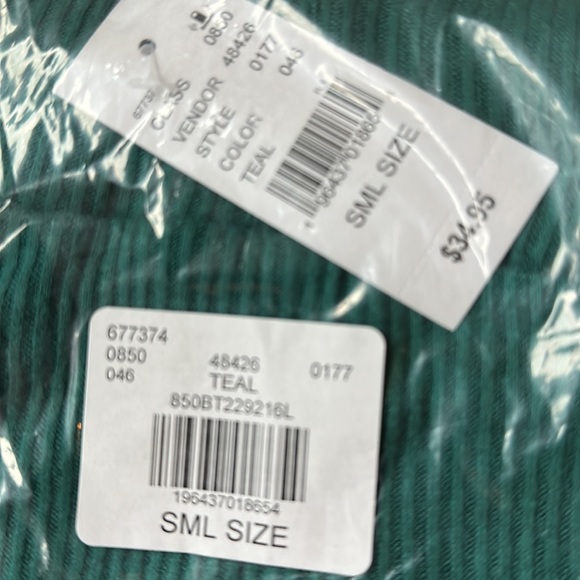 CLASS 0850
VENDOR 48426
STYLE 0177
COLOR 046
TEAL
SML SIZE
$34.95
677374
0850 48426 0177
046 TEAL
850BT229216L
196437018654
SML SIZE